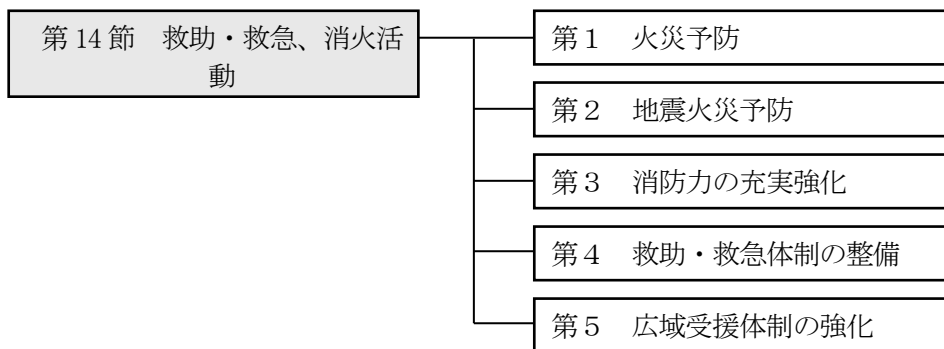 第 14 節　救助・救急、消火活
動
第１　火災予防
第２　地震火災予防
第３　消防力の充実強化
第４　救助・救急体制の整備
第５　広域受援体制の強化